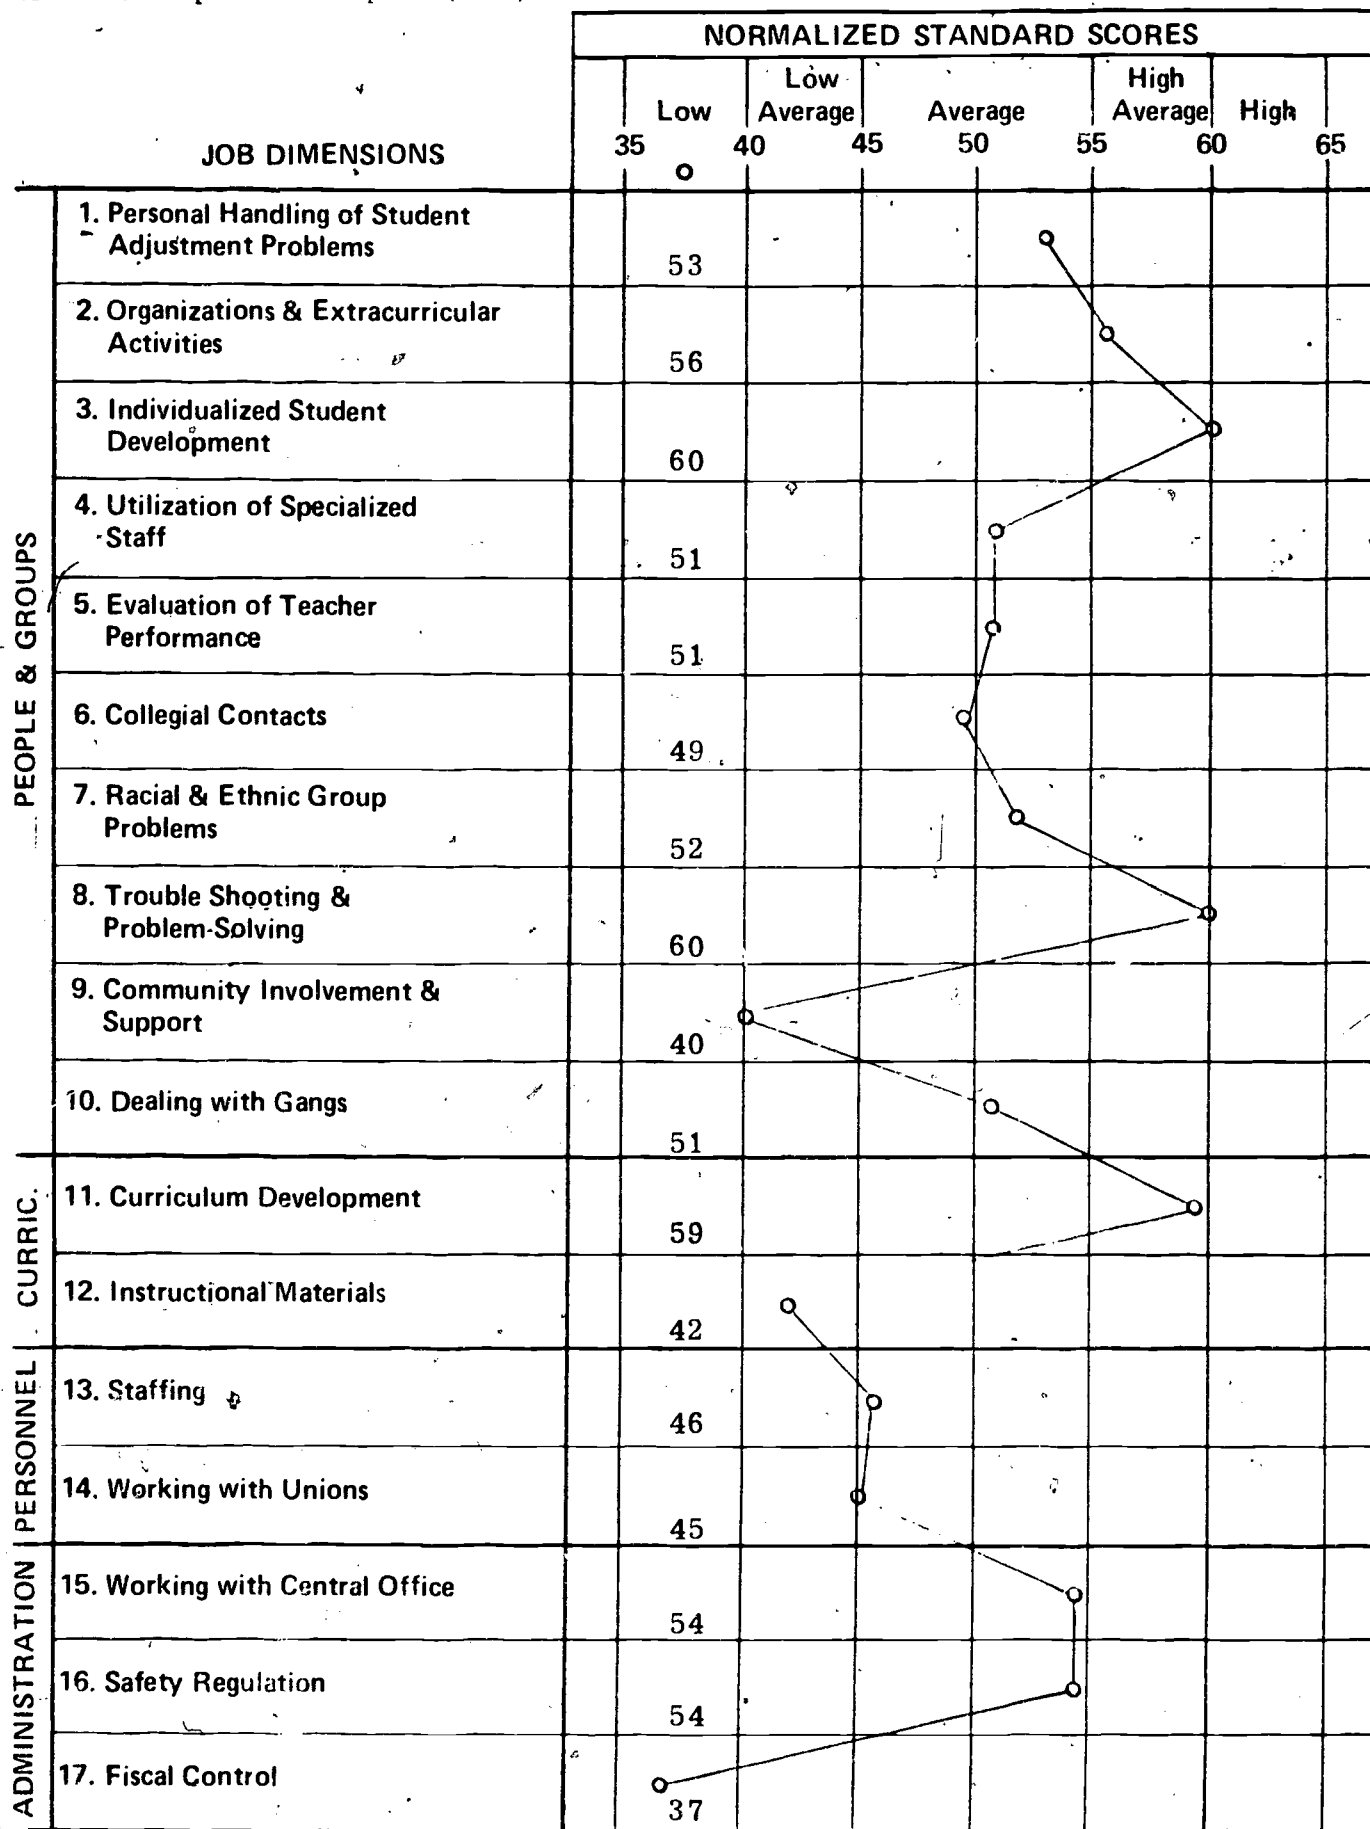 NORMALIZED STANDARD SCORES
Low High
Low Average Average Average High
JOB DIMENSIONS
35 40 45 50 55 60 65
1. Personal Handling of Student
Adjustment Problems
53
2. Organizations & Extracurricular
Activities
56
3. Individualized Student
Development
60
4. Utilization of Specialized
Staff
51
5. Evaluation of Teacher
Performance
51
6. Collegial Contacts
49
7. Racial & Ethnic Group
Problems
52
8. Trouble Shooting &
Problem-Solving
60
9. Community Involvement &
Support
40
10. Dealing with Gangs
51
PEOPLE & GROUPS
11. Curriculum Development
59
12. Instructional Materials
42
CURRIC.
13. Staffing
46
14. Working with Unions
45
PERSONNEL
15. Working with Central Office
54
16. Safety Regulation
54
17. Fiscal Control
37
ADMINISTRATION